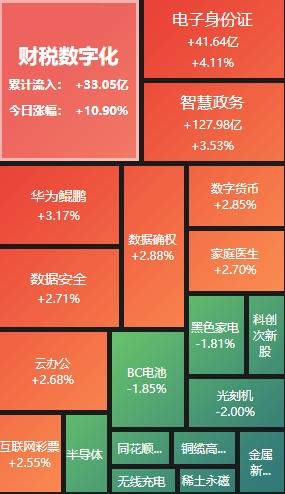 财税数字化
累计流入： +33.05亿
今日涨幅： +10.90%
电子身份证
+41.64亿
+4.11%
智慧政务
+127.98亿
+3.53%
华为鲲鹏
+3.17%
数据确权
+2.88%
数字货币
+2.85%
家庭医生
+2.70%
数据安全
+2.71%
云办公
+2.68%
互联网彩票
+2.55%
半导体
BC电池
-1.85%
黑色家电
-1.81%
科创
次新
股
光刻机
-2.00%
同花顺...
铜缆高...
金属
新...
无线充电
稀土永磁